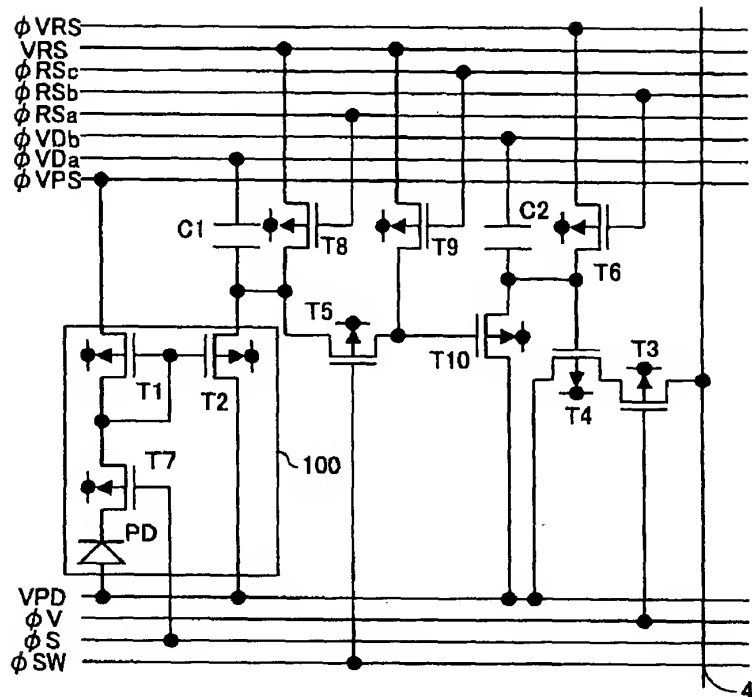 φVRS
VRS
φRSc
φRSb
φRSa
φVDb
φVDa
φVPS
C1
T8
T9
C2
T6
T5
T10
T3
T4
T1
T2
T7
100
PD
VPD
φV
φS
φSW
4